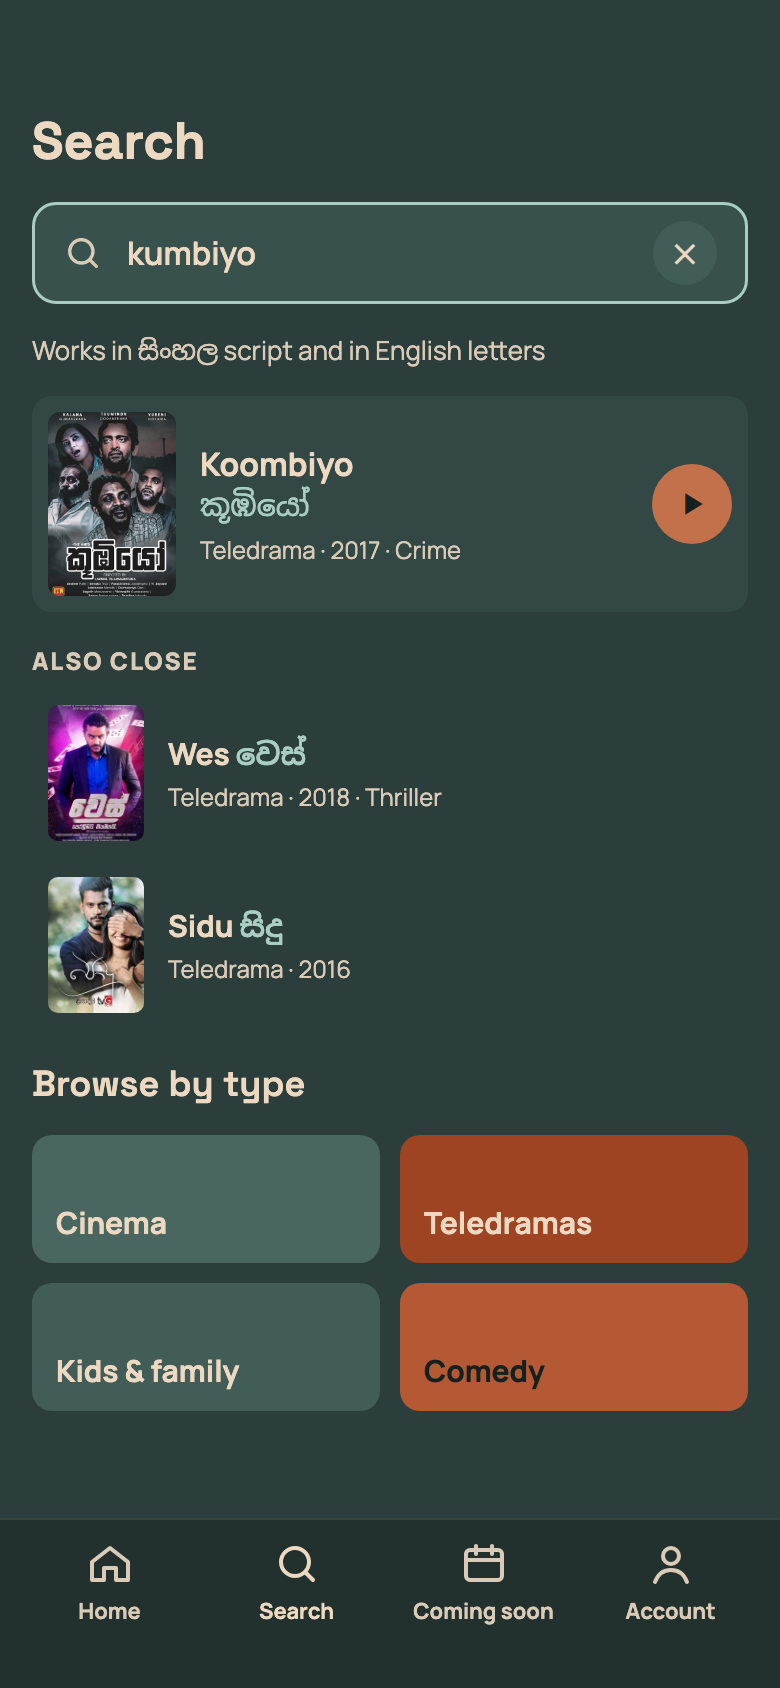 Search
kumbiyo
Works in සිංහල script and in English letters
කූඹියෝ
Koombiyo
කූඹියෝ
Teledrama · 2017 · Crime
ALSO CLOSE
වෙස්
Wes වෙස්
Teledrama · 2018 · Thriller
Sidu සිදු
Teledrama · 2016
Browse by type
Cinema
Teledramas
Kids & family
Comedy
Home
Search
Coming soon
Account